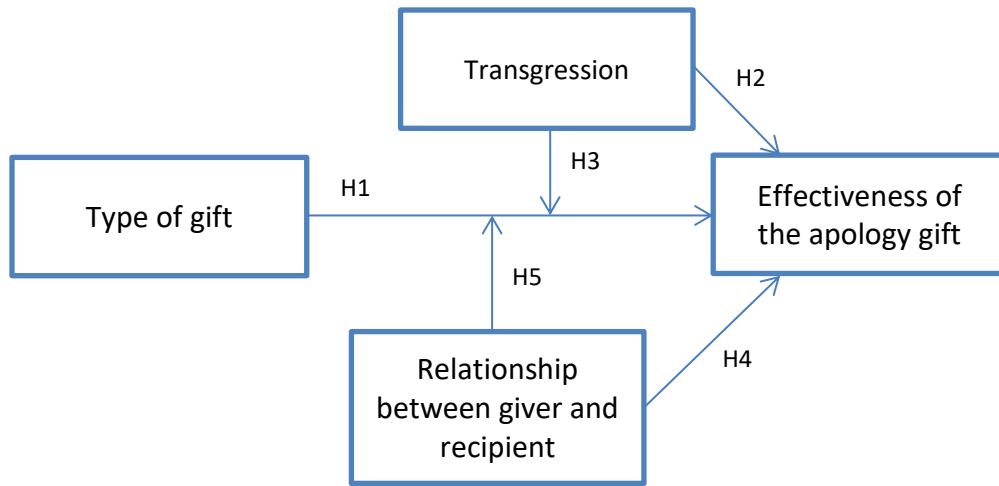 Transgression
H2
H3
H1
Type of gift
Effectiveness of
the apology gift
H5
H4
Relationship
between giver and
recipient